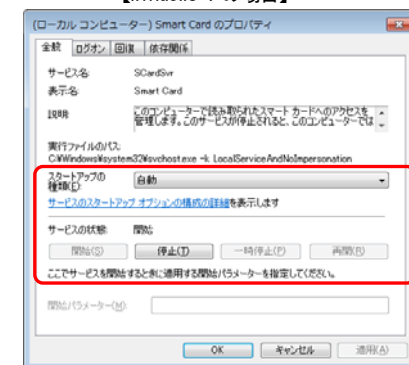 (ローカル コンピューター) Smart Card のプロパティ
全般 ログオン 回復 依存関係
サービス名: SCardSvr
表示名: Smart Card
説明: このコンピューターで読み取られたスマート カードへのアクセスを
管理します。このサービスが停止されると、このコンピューターでは
実行ファイルのパス:
C:¥Windows¥system32¥svchost.exe -k LocalServiceAndNoImpersonation
スタートアップの
種類(E): 自動
サービスのスタートアップ オプションの構成の詳細を表示します
サービスの状態: 開始
開始(S) 停止(T) 一時停止(P) 再開(R)
ここでサービスを開始するときに適用する開始パラメーターを指定してください。
開始パラメーター(M):
OK キャンセル 適用(A)